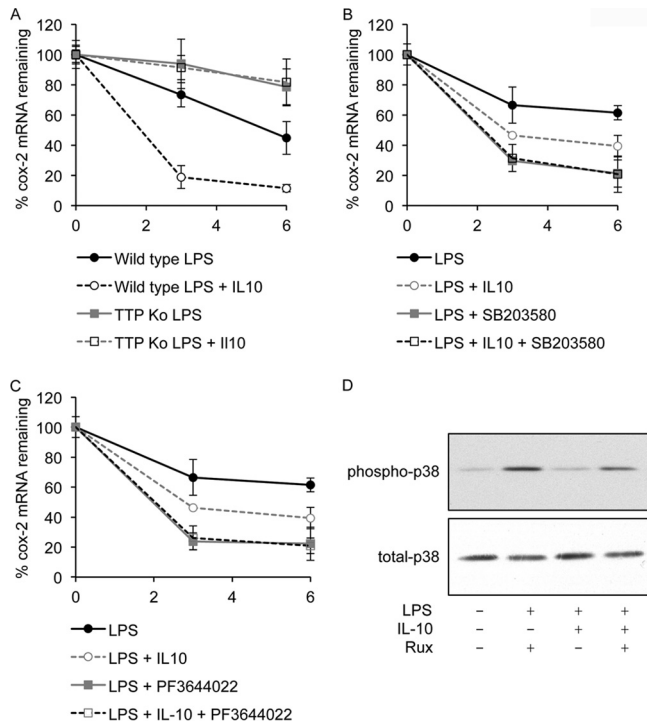 A
B
120
100
80
60
40
20
0
% cox-2 mRNA remaining
0 2 4 6
Wild type LPS
Wild type LPS + IL10
TTP Ko LPS
TTP Ko LPS + Il10
120
100
80
60
40
20
0
% cox-2 mRNA remaining
0 2 4 6
LPS
LPS + IL10
LPS + SB203580
LPS + IL10 + SB203580
C
D
120
100
80
60
40
20
0
% cox-2 mRNA remaining
0 2 4 6
LPS
LPS + IL10
LPS + PF3644022
LPS + IL-10 + PF3644022
phospho-p38
total-p38
LPS - + + +
IL-10 - - + +
Rux - + - +